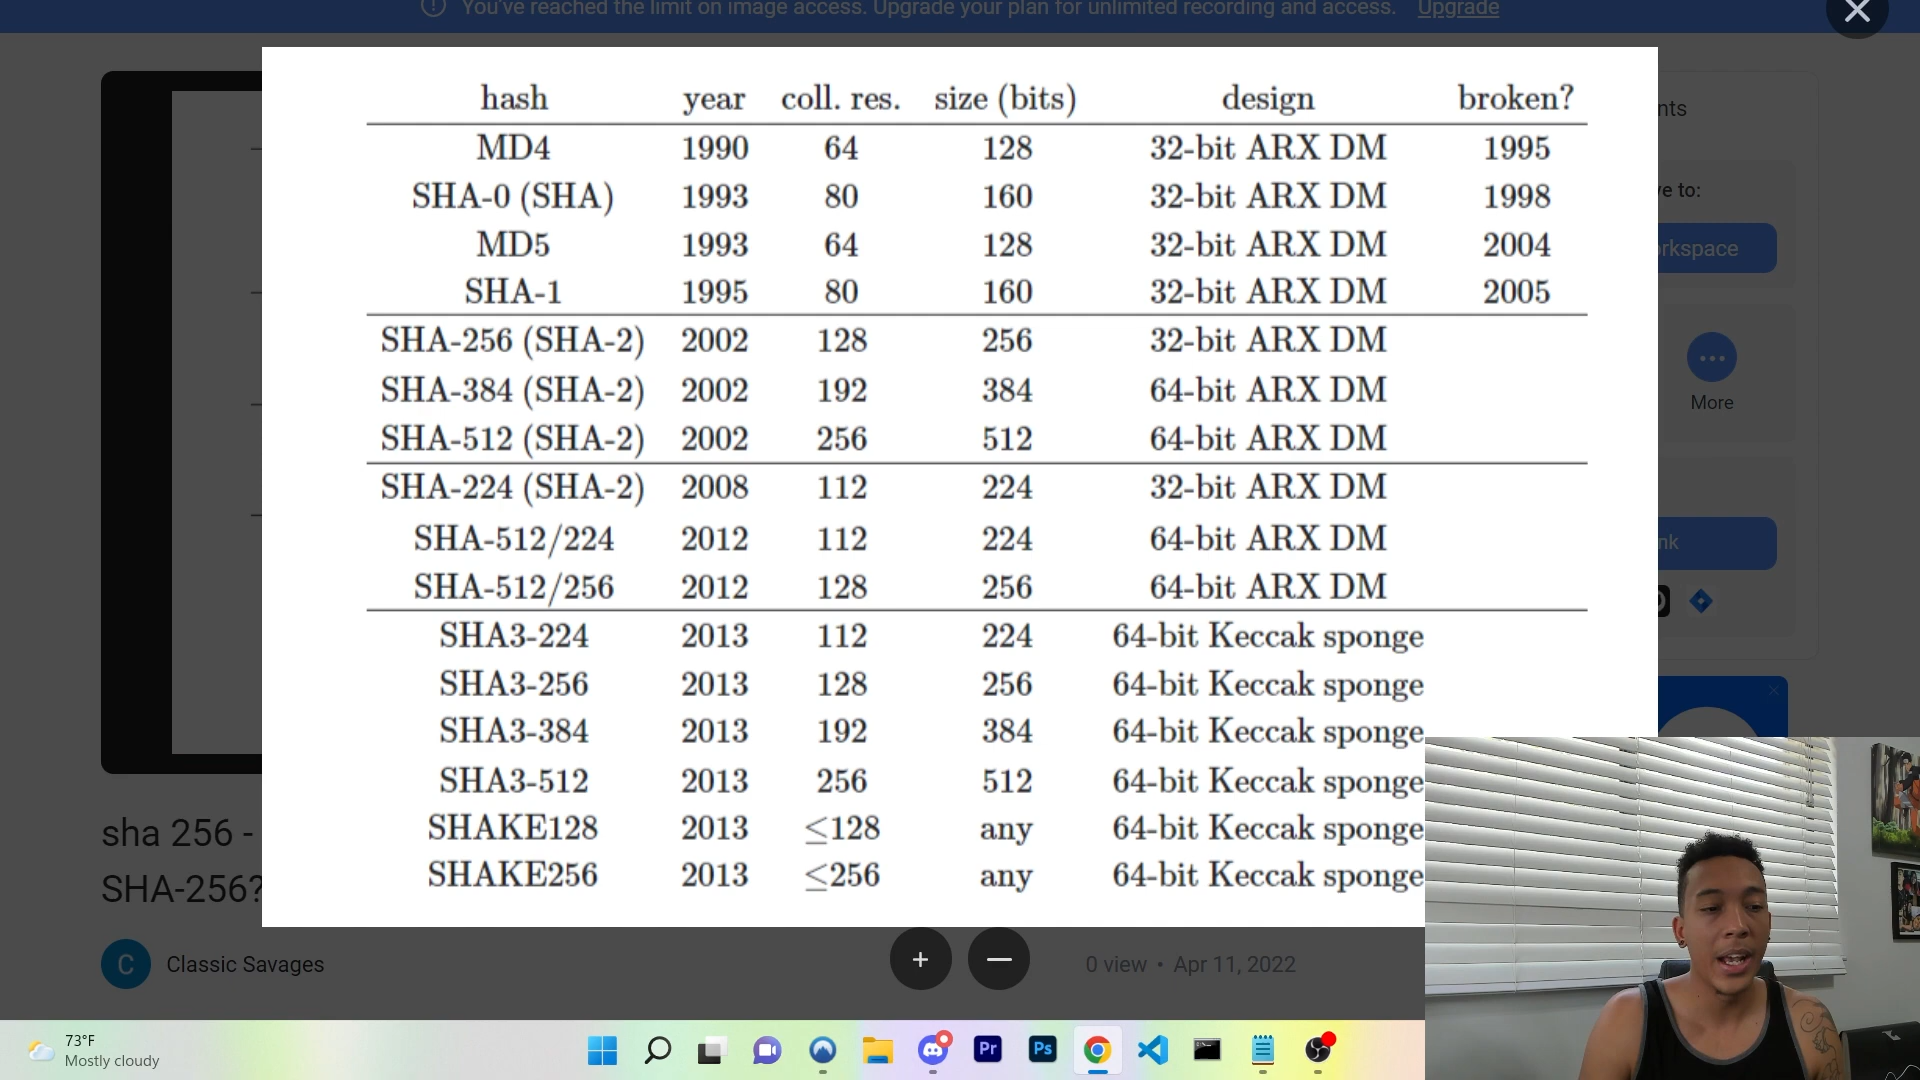 You've reached the limit on image access. Upgrade your plan for unlimited recording and access. Upgrade
hash year coll. res. size (bits) design broken?
MD4 1990 64 128 32-bit ARX DM 1995
SHA-0 (SHA) 1993 80 160 32-bit ARX DM 1998
MD5 1993 64 128 32-bit ARX DM 2004
SHA-1 1995 80 160 32-bit ARX DM 2005
SHA-256 (SHA-2) 2002 128 256 32-bit ARX DM
SHA-384 (SHA-2) 2002 192 384 64-bit ARX DM
SHA-512 (SHA-2) 2002 256 512 64-bit ARX DM
SHA-224 (SHA-2) 2008 112 224 32-bit ARX DM
SHA-512/224 2012 112 224 64-bit ARX DM
SHA-512/256 2012 128 256 64-bit ARX DM
SHA3-224 2013 112 224 64-bit Keccak sponge
SHA3-256 2013 128 256 64-bit Keccak sponge
SHA3-384 2013 192 384 64-bit Keccak sponge
SHA3-512 2013 256 512 64-bit Keccak sponge
SHAKE128 2013 ≤128 any 64-bit Keccak sponge
SHAKE256 2013 ≤256 any 64-bit Keccak sponge
nts
ve to:
rkspace
More
nk
sha 256 -
SHA-256?
C Classic Savages
0 view • Apr 11, 2022
73°F
Mostly cloudy
Pr Ps